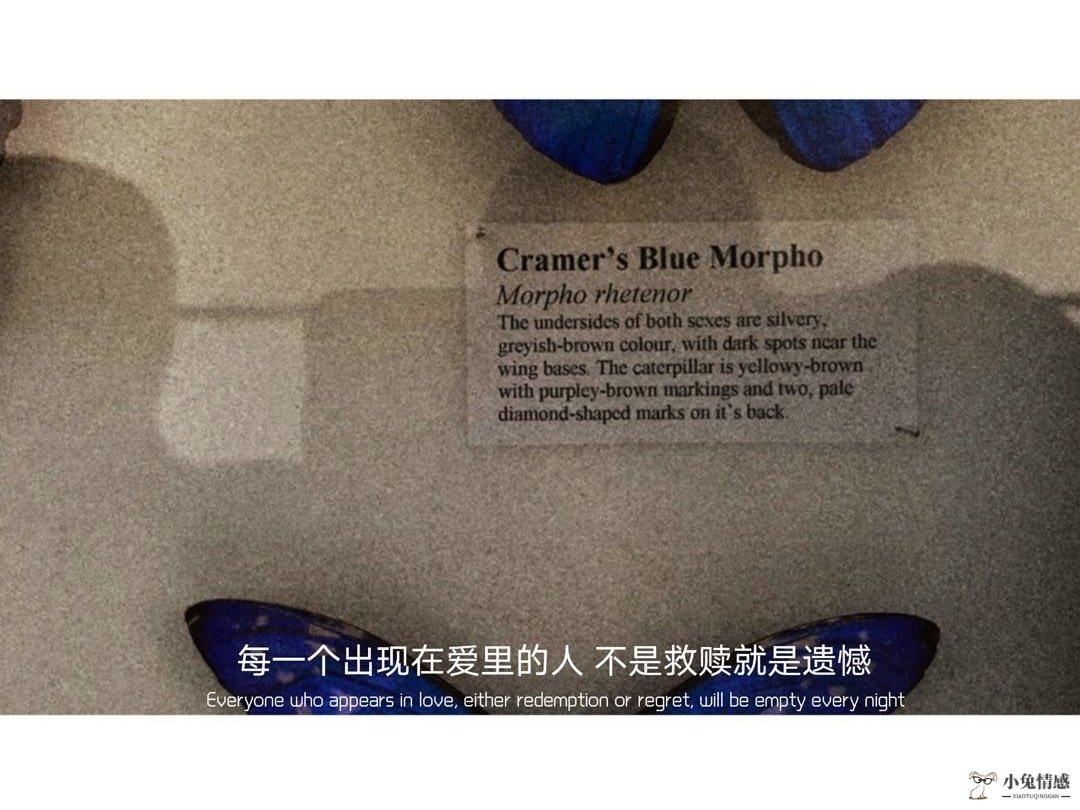 Cramer's Blue Morpho
Morpho rhetenor
The undersides of both sexes are silvery,
greyish-brown colour, with dark spots near the
wing bases. The caterpillar is yellowy-brown
with purpley-brown markings and two, pale
diamond-shaped marks on it's back.
每一个出现在爱里的人 不是救赎就是遗憾
Everyone who appears in love, either redemption or regret, will be empty every night
小兔情感
XIAOTUQINGGAN